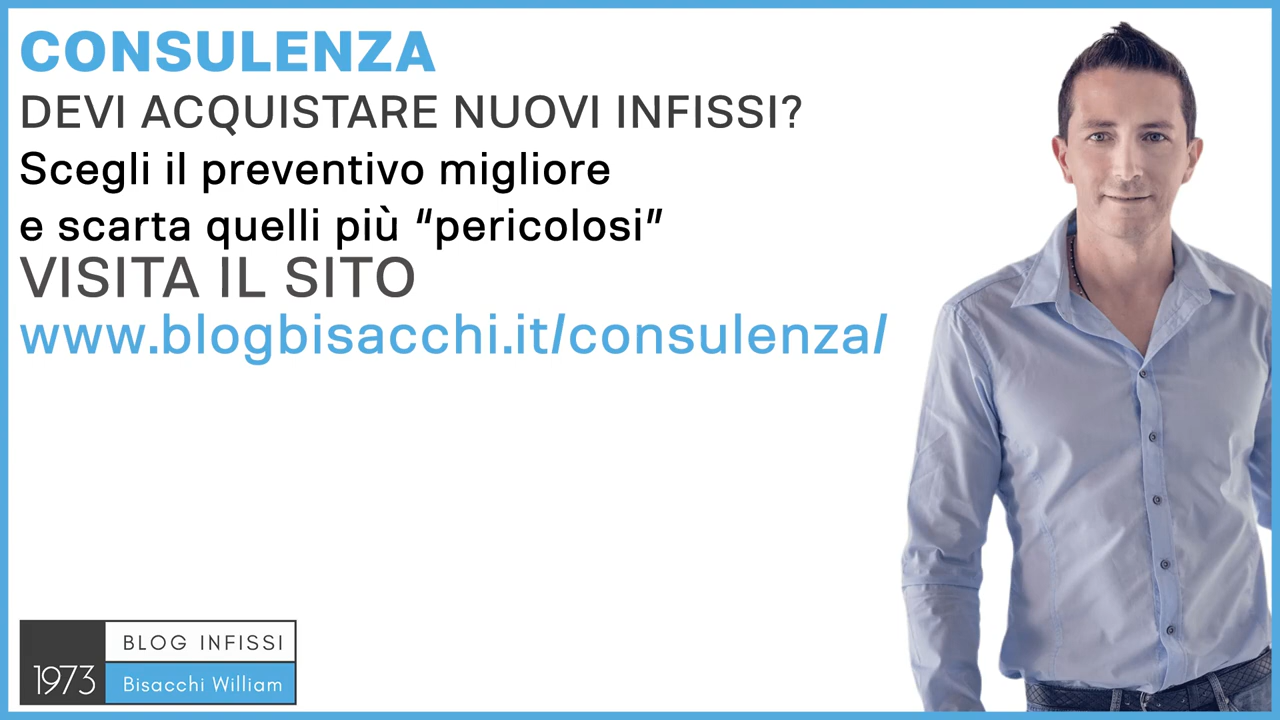 CONSULENZA
DEVI ACQUISTARE NUOVI INFISSI?
Scegli il preventivo migliore
e scarta quelli più “pericolosi”
VISITA IL SITO
www.blogbisacchi.it/consulenza/
BLOG INFISSI
1973
Bisacchi William